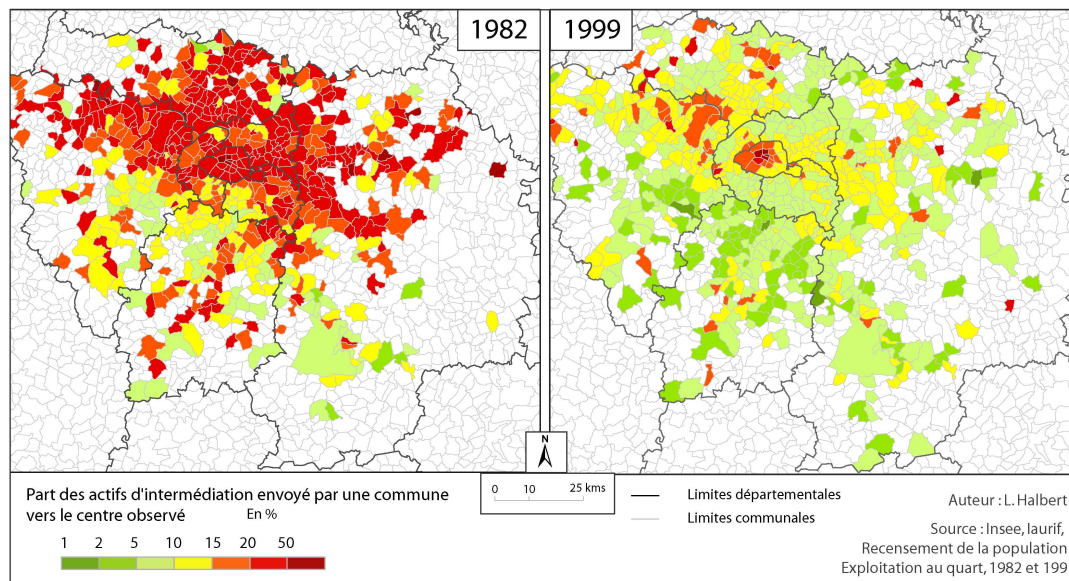 1982
1999
N
Part des actifs d'intermédiation envoyé par une commune
vers le centre observé
En %
1 2 5 10 15 20 50
0 10 25 kms
Limites départementales
Limites communales
Auteur : L. Halbert
Source : Insee, Iaurif,
Recensement de la population
Exploitation au quart, 1982 et 199